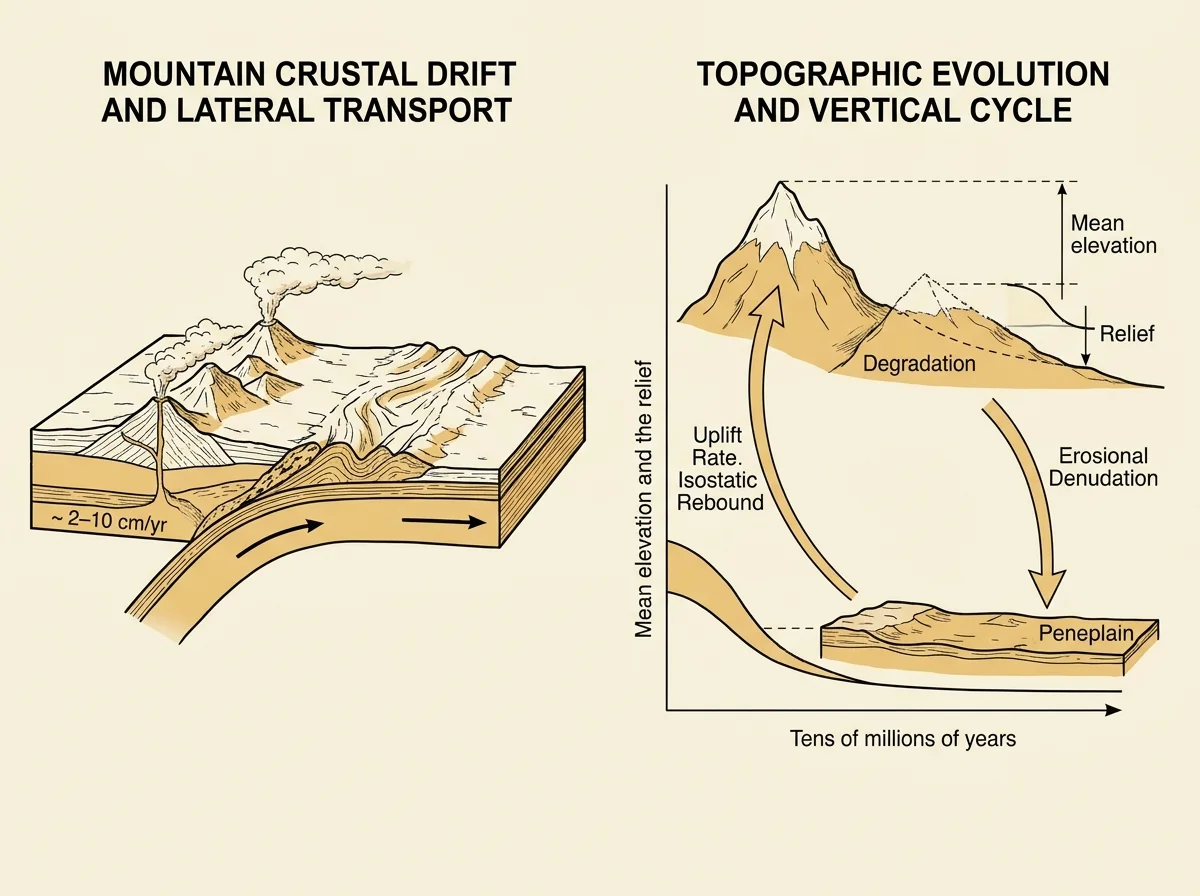 MOUNTAIN CRUSTAL DRIFT
AND LATERAL TRANSPORT
~ 2–10 cm/yr
TOPOGRAPHIC EVOLUTION
AND VERTICAL CYCLE
Mean
elevation
Relief
Degradation
Uplift
Rate.
Isostatic
Rebound
Erosional
Denudation
Mean elevation and the relief
Peneplain
Tens of millions of years